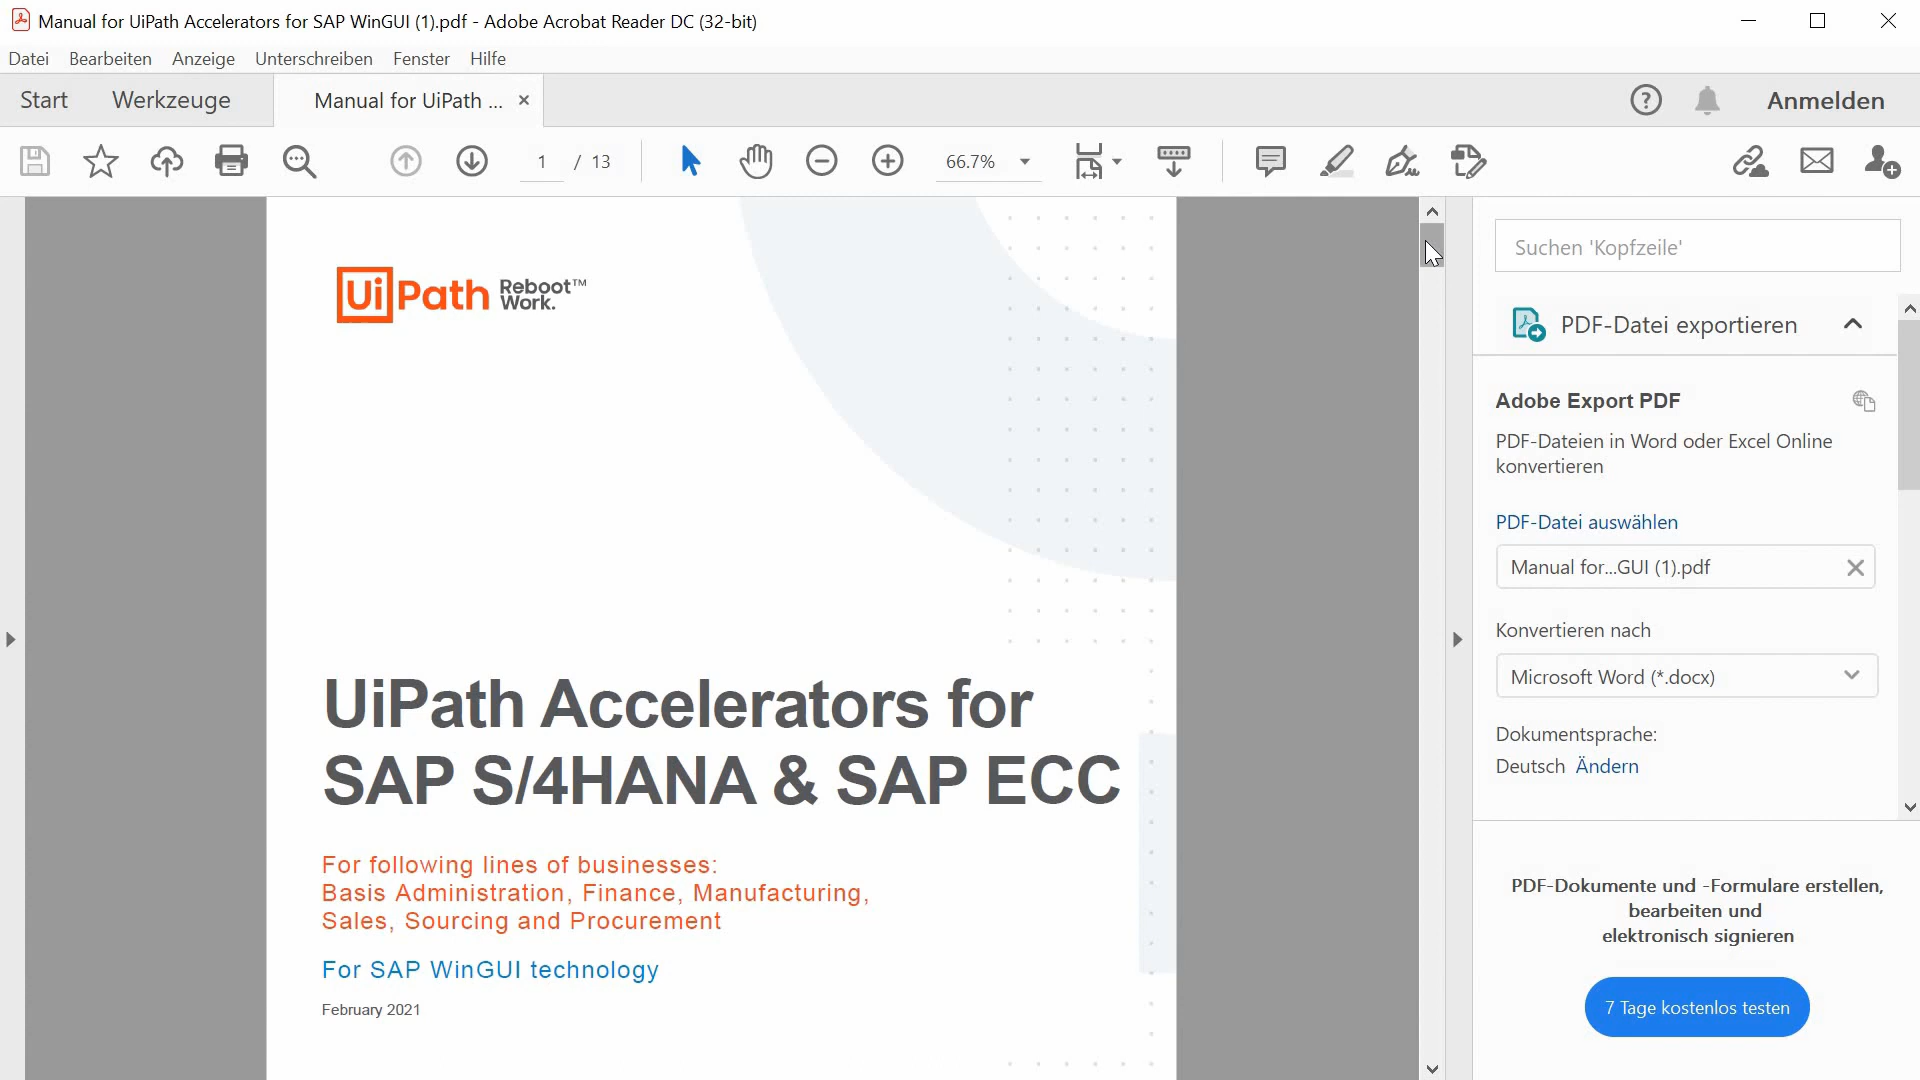 Manual for UiPath Accelerators for SAP WinGUI (1).pdf - Adobe Acrobat Reader DC (32-bit)
Datei Bearbeiten Anzeige Unterschreiben Fenster Hilfe
Start Werkzeuge Manual for UiPath ... Anmelden
1 / 13 66.7%
UiPath Reboot™
Work.
UiPath Accelerators for
SAP S/4HANA & SAP ECC
For following lines of businesses:
Basis Administration, Finance, Manufacturing,
Sales, Sourcing and Procurement
For SAP WinGUI technology
February 2021
Suchen 'Kopfzeile'
PDF-Datei exportieren
Adobe Export PDF
PDF-Dateien in Word oder Excel Online
konvertieren
PDF-Datei auswählen
Manual for...GUI (1).pdf
Konvertieren nach
Microsoft Word (*.docx)
Dokumentsprache:
Deutsch Ändern
PDF-Dokumente und -Formulare erstellen,
bearbeiten und
elektronisch signieren
7 Tage kostenlos testen